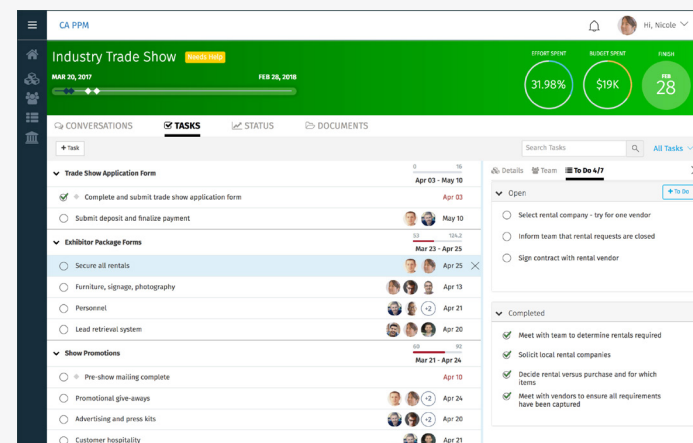 CA PPM
Hi, Nicole
Industry Trade Show
Needs Help
MAR 20, 2017
FEB 28, 2018
EFFORT SPENT
BUDGET SPENT
FINISH
31.98%
$19K
FEB
28
CONVERSATIONS
TASKS
STATUS
DOCUMENTS
+ Task
Search Tasks
All Tasks
Trade Show Application Form
0 16
Apr 03 - May 10
Complete and submit trade show application form
Apr 03
Submit deposit and finalize payment
May 10
Exhibitor Package Forms
53 124.2
Mar 23 - Apr 25
Secure all rentals
Apr 25
Furniture, signage, photography
Apr 13
Personnel
+2
Apr 21
Lead retrieval system
Apr 20
Show Promotions
60 92
Mar 21 - Apr 24
Pre-show mailing complete
Apr 10
Promotional give-aways
+2
Apr 24
Advertising and press kits
+2
Apr 20
Customer hospitality
Apr 21
Details
Team
To Do 4/7
Open
+ To Do
Select rental company - try for one vendor
Inform team that rental requests are closed
Sign contract with rental vendor
Completed
Meet with team to determine rentals required
Solicit local rental companies
Decide rental versus purchase and for which
items
Meet with vendors to ensure all requirements
have been captured